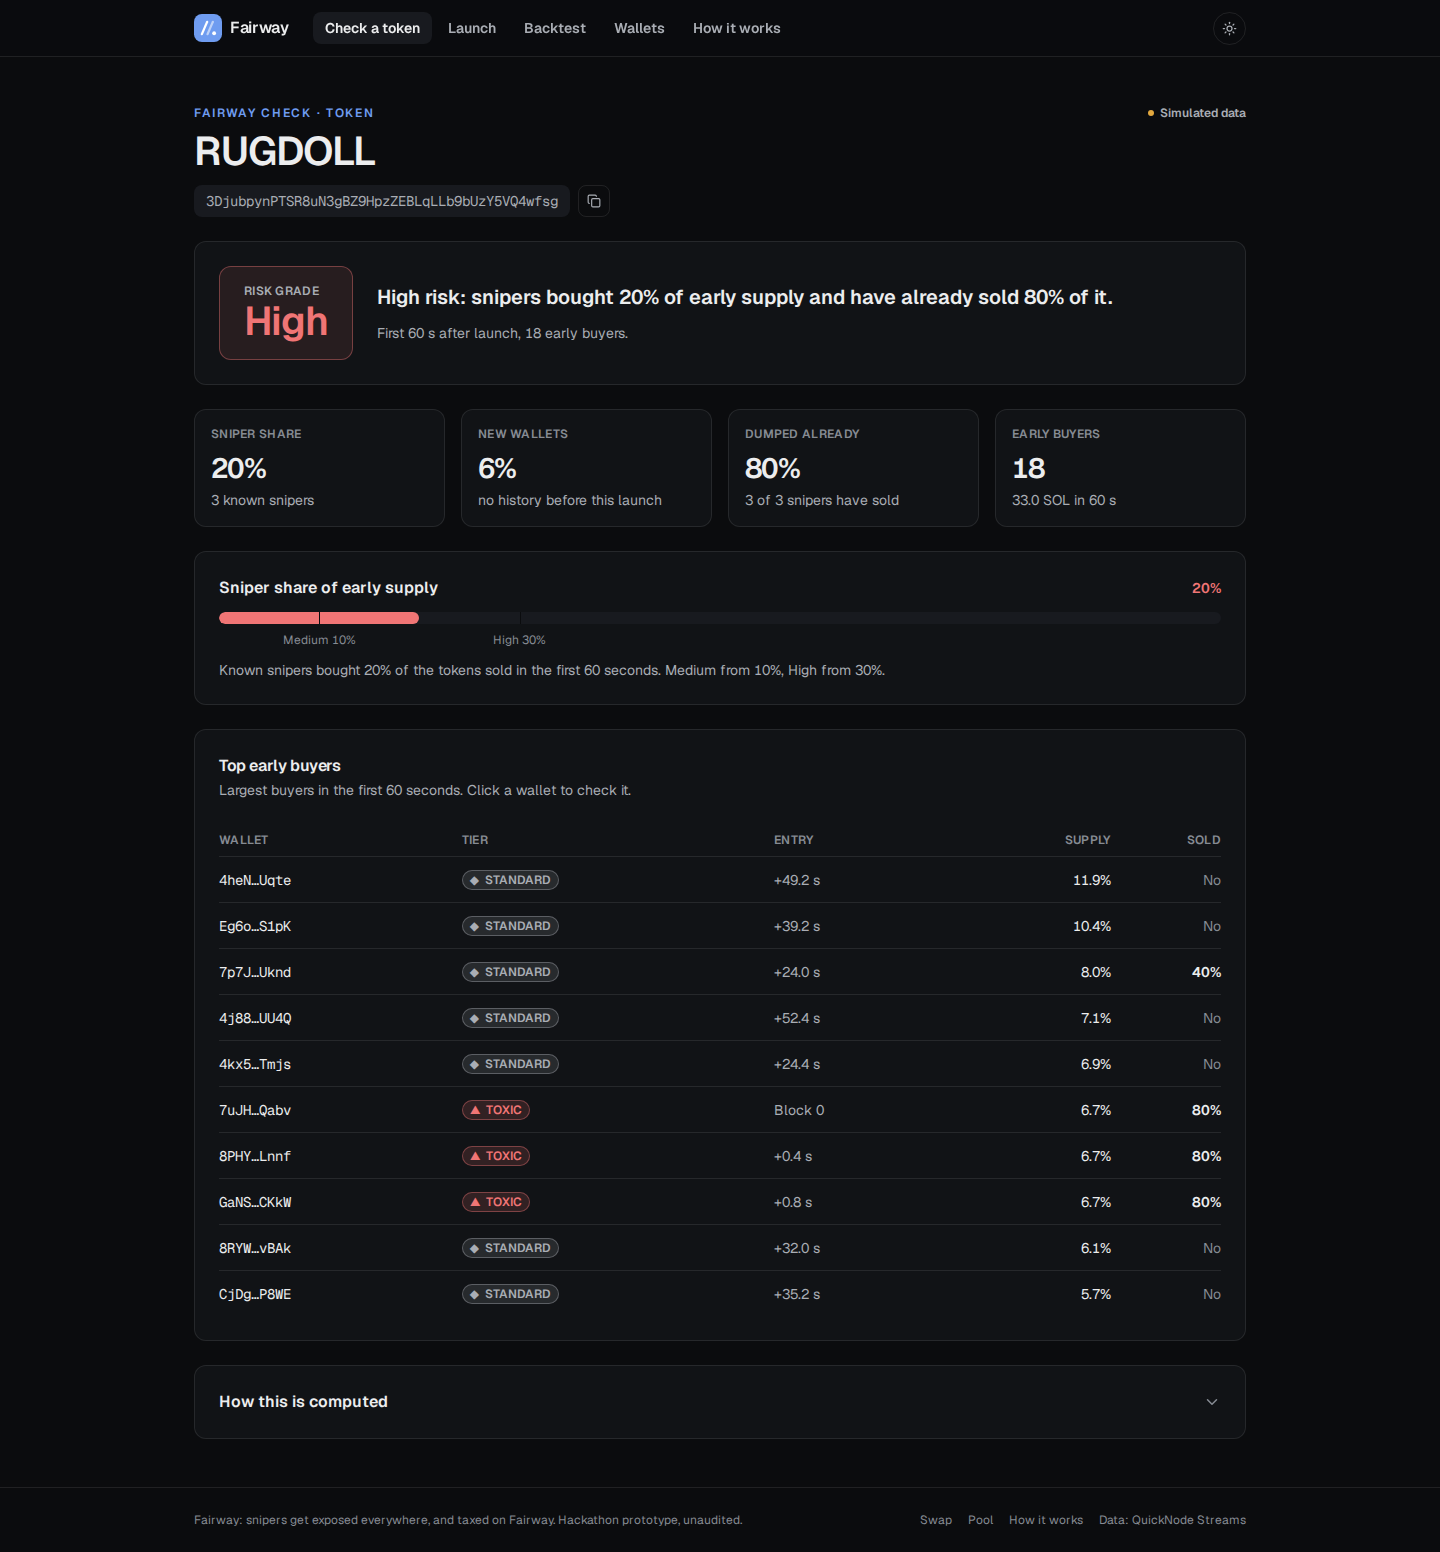 Fairway
Check a token
Launch
Backtest
Wallets
How it works
FAIRWAY CHECK · TOKEN
Simulated data
RUGDOLL
3DjubpynPTSR8uN3gBZ9HpzZEBLqLLb9bUzY5VQ4wfsg
RISK GRADE
High
High risk: snipers bought 20% of early supply and have already sold 80% of it.
First 60 s after launch, 18 early buyers.
SNIPER SHARE
20%
3 known snipers
NEW WALLETS
6%
no history before this launch
DUMPED ALREADY
80%
3 of 3 snipers have sold
EARLY BUYERS
18
33.0 SOL in 60 s
Sniper share of early supply 20%
Medium 10% High 30%
Known snipers bought 20% of the tokens sold in the first 60 seconds. Medium from 10%, High from 30%.
Top early buyers
Largest buyers in the first 60 seconds. Click a wallet to check it.
WALLET TIER ENTRY SUPPLY SOLD
4heN…Uqte ◆ STANDARD +49.2 s 11.9% No
Eg6o…S1pK ◆ STANDARD +39.2 s 10.4% No
7p7J…Uknd ◆ STANDARD +24.0 s 8.0% 40%
4j88…UU4Q ◆ STANDARD +52.4 s 7.1% No
4kx5…Tmjs ◆ STANDARD +24.4 s 6.9% No
7uJH…Qabv ▲ TOXIC Block 0 6.7% 80%
8PHY…Lnnf ▲ TOXIC +0.4 s 6.7% 80%
GaNS…CKkW ▲ TOXIC +0.8 s 6.7% 80%
8RYW…vBAk ◆ STANDARD +32.0 s 6.1% No
CjDg…P8WE ◆ STANDARD +35.2 s 5.7% No
How this is computed
Fairway: snipers get exposed everywhere, and taxed on Fairway. Hackathon prototype, unaudited.
Swap
Pool
How it works
Data: QuickNode Streams